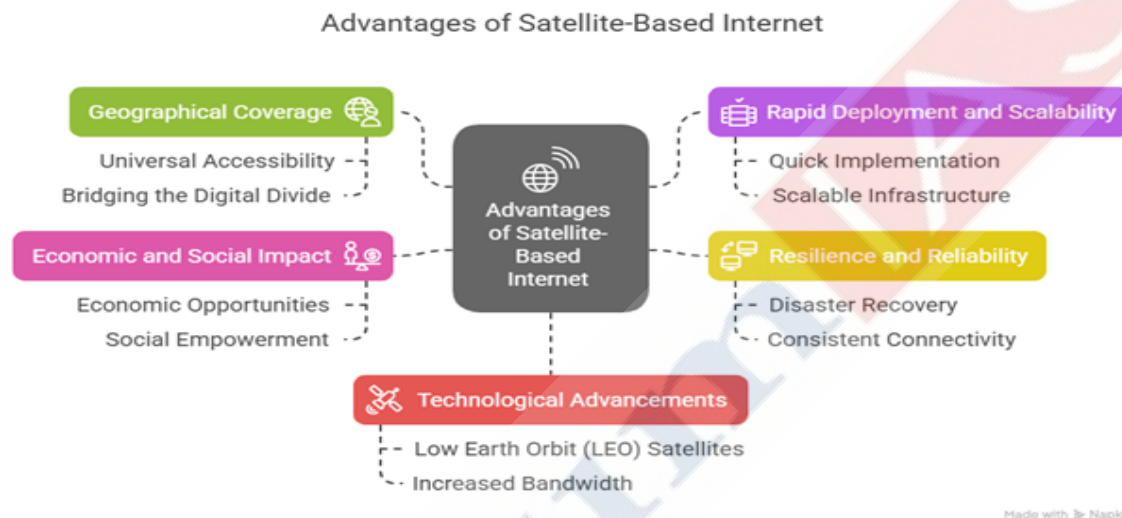 Advantages of Satellite-Based Internet
Geographical Coverage
Universal Accessibility
Bridging the Digital Divide
Economic and Social Impact
Economic Opportunities
Social Empowerment
Advantages
of Satellite-
Based
Internet
Rapid Deployment and Scalability
Quick Implementation
Scalable Infrastructure
Resilience and Reliability
Disaster Recovery
Consistent Connectivity
Technological Advancements
Low Earth Orbit (LEO) Satellites
Increased Bandwidth
Made with Napk